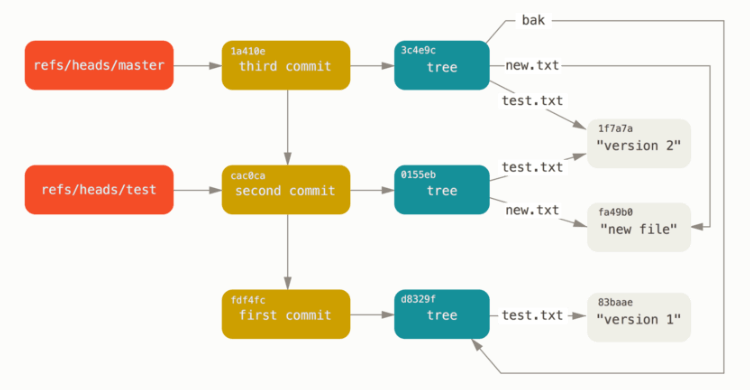 bak
1a410e
3c4e9c
refs/heads/master
third commit
tree
new.txt
test.txt
1f7a7a
"version 2"
cac0ca
0155eb
test.txt
refs/heads/test
second commit
tree
new.txt
fa49b0
"new file"
fdf4fc
d8329f
83baae
first commit
tree
test.txt
"version 1"